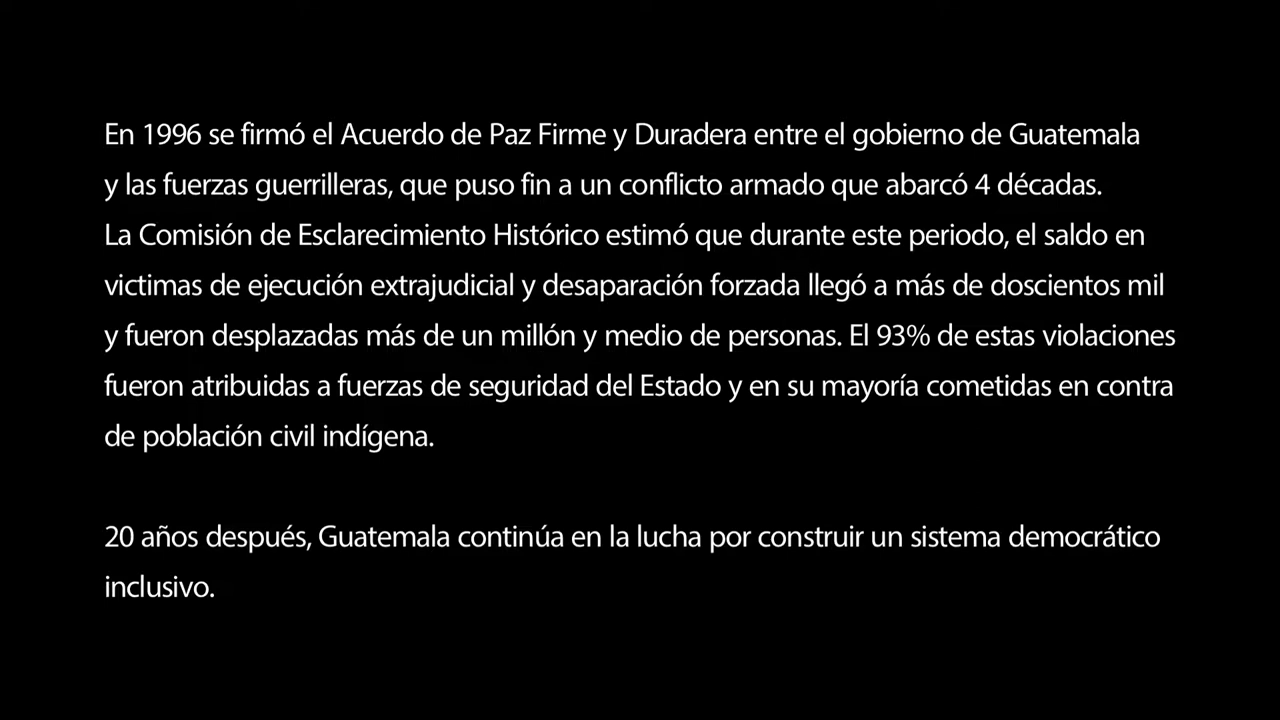 En 1996 se firmó el Acuerdo de Paz Firme y Duradera entre el gobierno de Guatemala
y las fuerzas guerrilleras, que puso fin a un conflicto armado que abarcó 4 décadas.
La Comisión de Esclarecimiento Histórico estimó que durante este periodo, el saldo en
victimas de ejecución extrajudicial y desaparación forzada llegó a más de doscientos mil
y fueron desplazadas más de un millón y medio de personas. El 93% de estas violaciones
fueron atribuidas a fuerzas de seguridad del Estado y en su mayoría cometidas en contra
de población civil indígena.
20 años después, Guatemala continúa en la lucha por construir un sistema democrático
inclusivo.